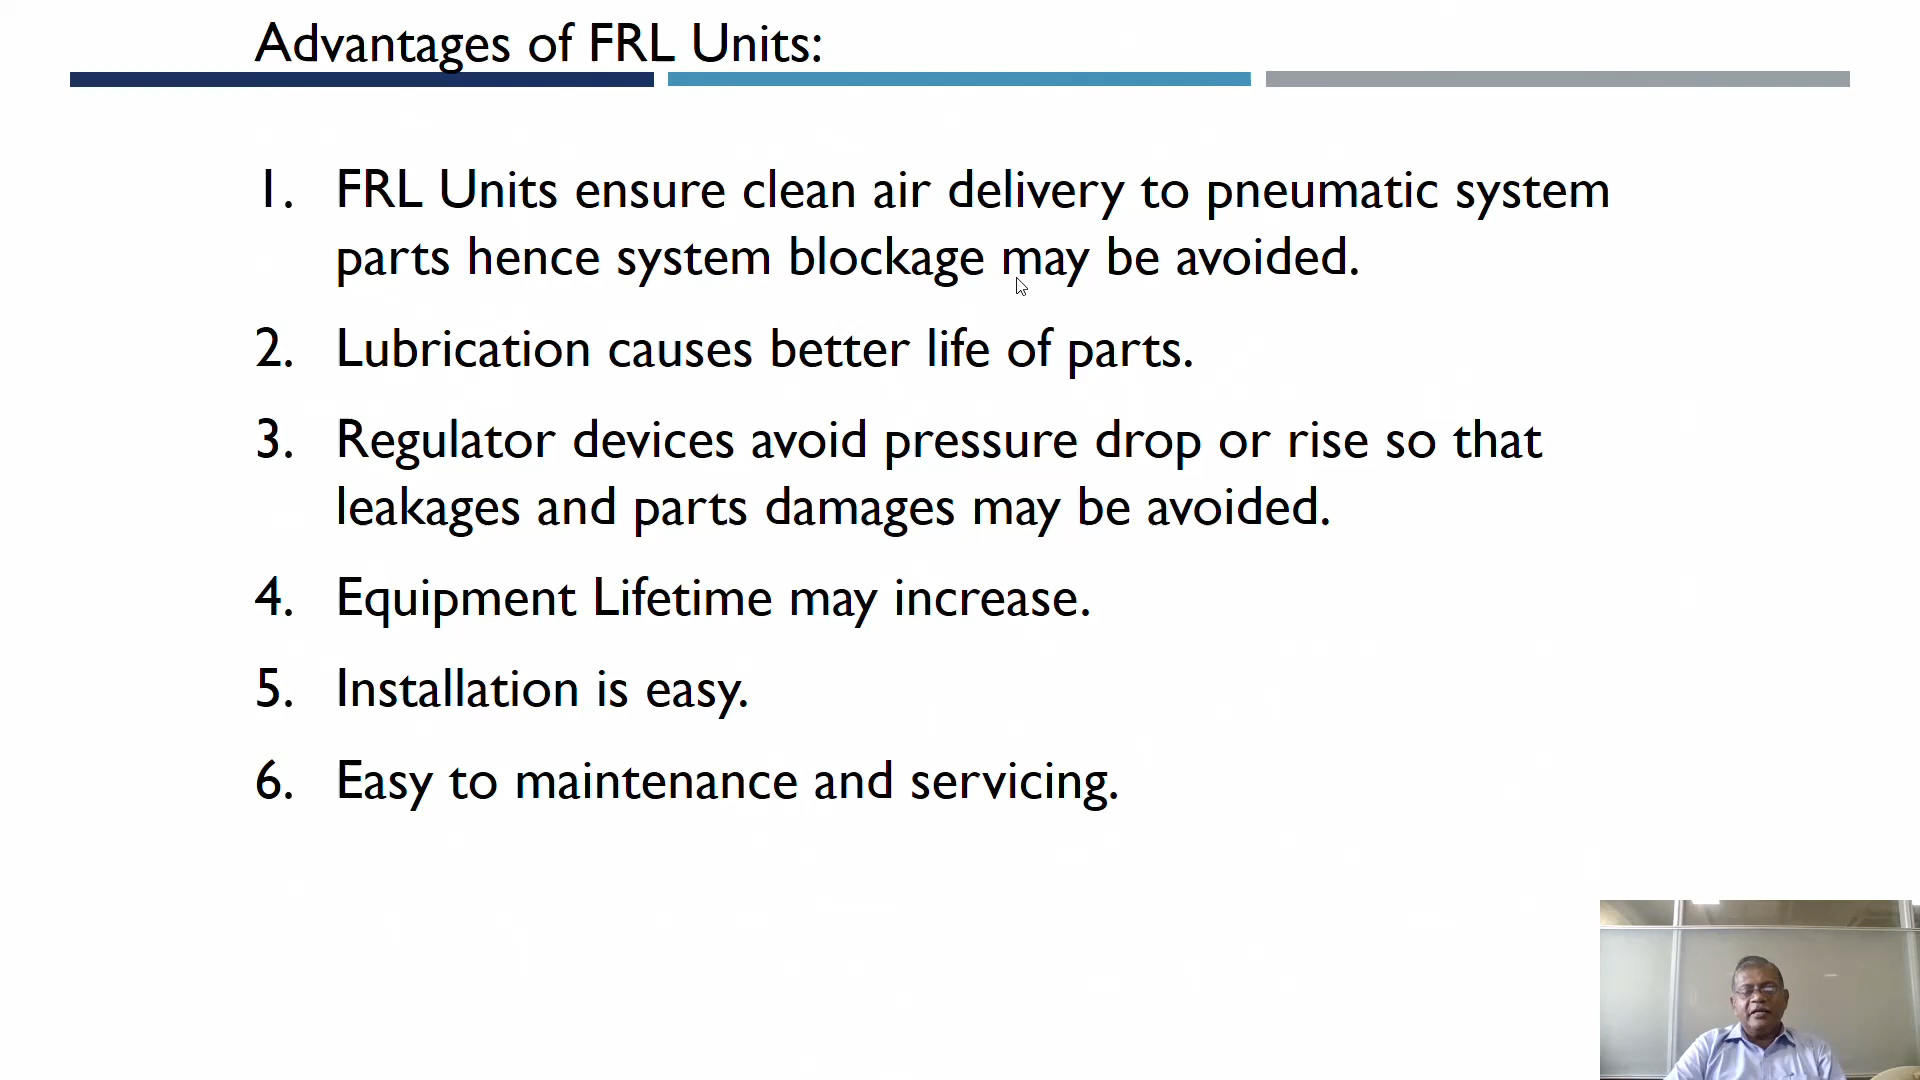 Advantages of FRL Units:
1. FRL Units ensure clean air delivery to pneumatic system
parts hence system blockage may be avoided.
2. Lubrication causes better life of parts.
3. Regulator devices avoid pressure drop or rise so that
leakages and parts damages may be avoided.
4. Equipment Lifetime may increase.
5. Installation is easy.
6. Easy to maintenance and servicing.